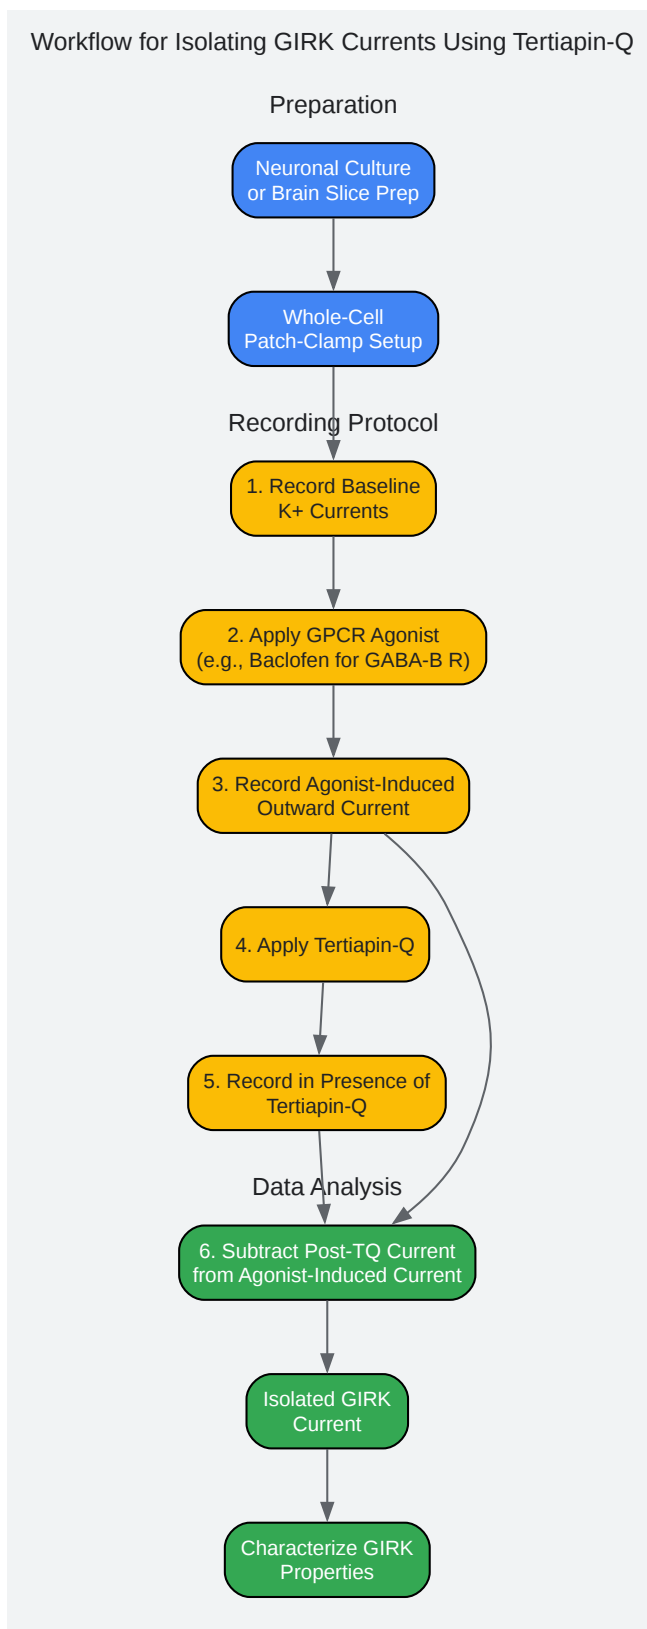 Workflow for Isolating GIRK Currents Using Tertiapin-Q
Preparation
Neuronal Culture
or Brain Slice Prep
Whole-Cell
Patch-Clamp Setup
Recording Protocol
1. Record Baseline
K+ Currents
2. Apply GPCR Agonist
(e.g., Baclofen for GABA-B R)
3. Record Agonist-Induced
Outward Current
4. Apply Tertiapin-Q
5. Record in Presence of
Tertiapin-Q
Data Analysis
6. Subtract Post-TQ Current
from Agonist-Induced Current
Isolated GIRK
Current
Characterize GIRK
Properties